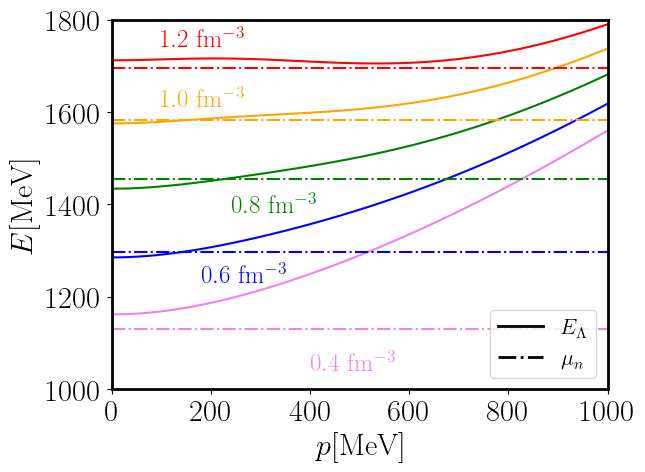 1800
1600
1400
1200
1000
E[MeV]
1.2 fm⁻³
1.0 fm⁻³
0.8 fm⁻³
0.6 fm⁻³
0.4 fm⁻³
E_Λ
μ_n
0 200 400 600 800 1000
p[MeV]